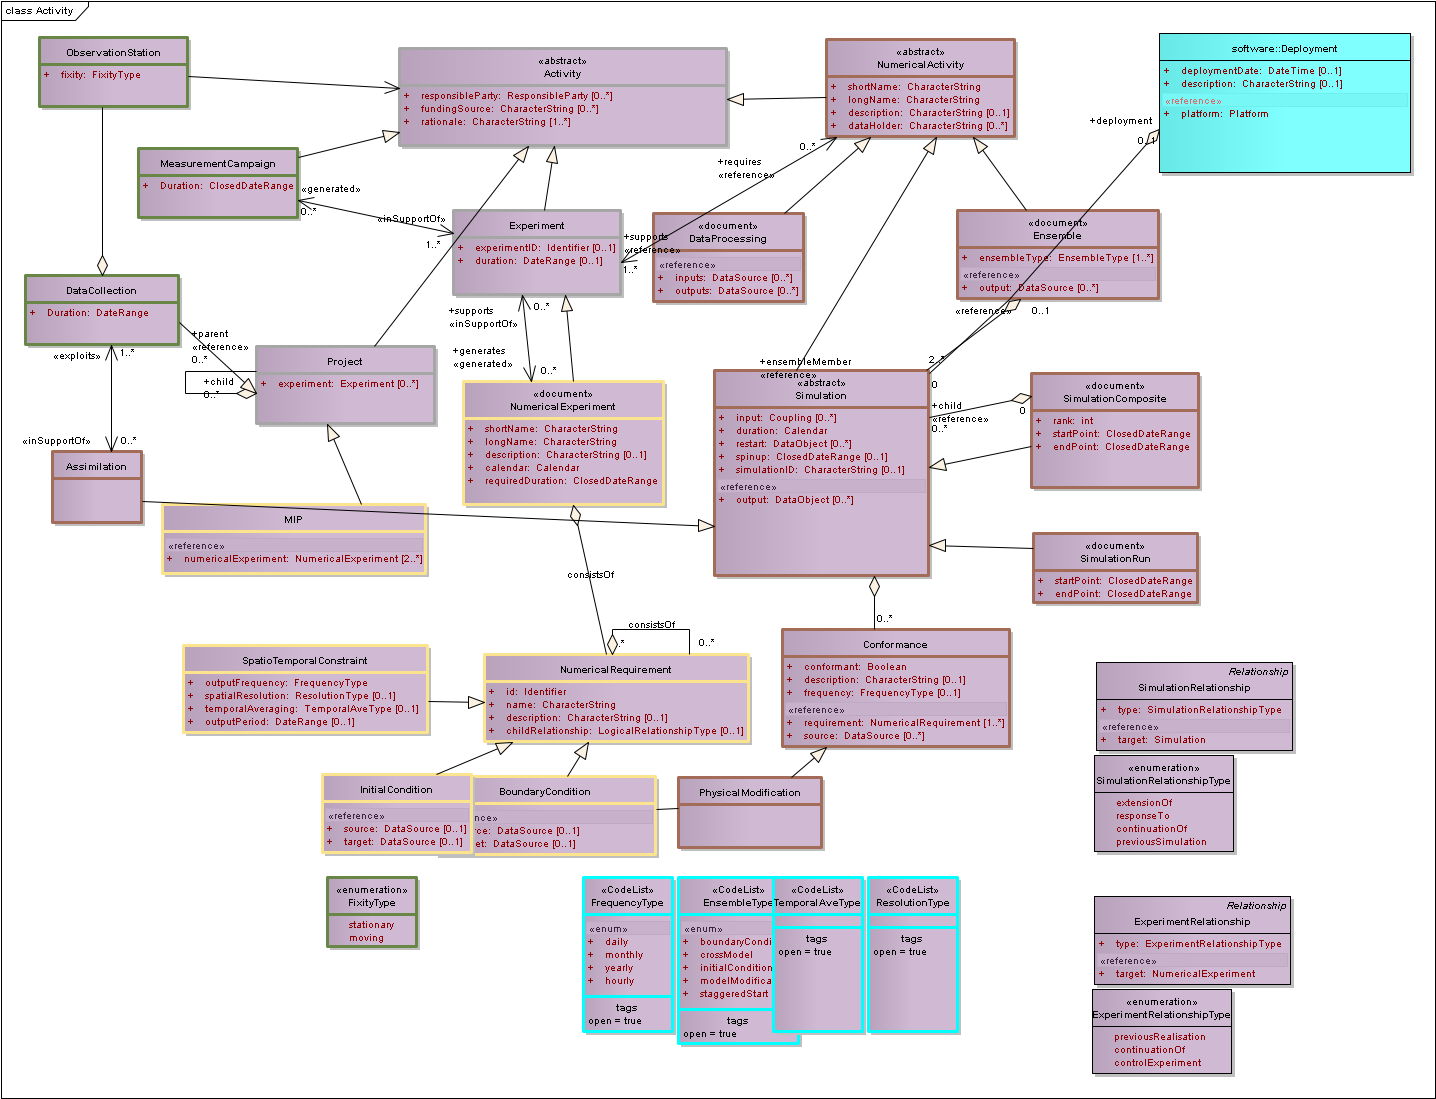 class Activity
ObservationStation
+ fixity: FixityType
«abstract»
Activity
+ responsibleParty: ResponsibleParty [0..*]
+ fundingSource: CharacterString [0..*]
+ rationale: CharacterString [1..*]
«abstract»
NumericalActivity
+ shortName: CharacterString
+ longName: CharacterString
+ description: CharacterString [0..1]
+ dataHolder: CharacterString [0..*]
software::Deployment
+ deploymentDate: DateTime [0..1]
+ description: CharacterString [0..1]
«reference»
+ platform: Platform
+deployment
0..1
MeasurementCampaign
+ Duration: ClosedDateRange
«generated»
0..*
«inSupportOf»
1..*
+requires
«reference»
0..*
+supports
«reference»
1..*
Experiment
+ experimentID: Identifier [0..1]
+ duration: DateRange [0..1]
«document»
DataProcessing
«reference»
+ inputs: DataSource [0..*]
+ outputs: DataSource [0..*]
«document»
Ensemble
+ ensembleType: EnsembleType [1..*]
«reference»
+ output: DataSource [0..*]
«reference»
0..1
DataCollection
+ Duration: DateRange
«exploits»
1..*
+parent
«reference»
0..*
+child
0..*
Project
+ experiment: Experiment [0..*]
+supports
«inSupportOf»
0..*
+generates
«generated»
0..*
«document»
NumericalExperiment
+ shortName: CharacterString
+ longName: CharacterString
+ description: CharacterString [0..1]
+ calendar: Calendar
+ requiredDuration: ClosedDateRange
+ensembleMember
«reference»
2..*
0
«abstract»
Simulation
+ input: Coupling [0..*]
+ duration: Calendar
+ restart: DataObject [0..*]
+ spinup: ClosedDateRange [0..1]
+ simulationID: CharacterString [0..1]
«reference»
+ output: DataObject [0..*]
+child
«reference»
0..*
0
«document»
SimulationComposite
+ rank: int
+ startPoint: ClosedDateRange
+ endPoint: ClosedDateRange
«inSupportOf»
0..*
Assimilation
MIP
«reference»
+ numericalExperiment: NumericalExperiment [2..*]
«document»
SimulationRun
+ startPoint: ClosedDateRange
+ endPoint: ClosedDateRange
consistsOf
consistsOf
.*
0..*
0..*
SpatioTemporalConstraint
+ outputFrequency: FrequencyType
+ spatialResolution: ResolutionType [0..1]
+ temporalAveraging: TemporalAveType [0..1]
+ outputPeriod: DateRange [0..1]
NumericalRequirement
+ id: Identifier
+ name: CharacterString
+ description: CharacterString [0..1]
+ childRelationship: LogicalRelationshipType [0..1]
Conformance
+ conformant: Boolean
+ description: CharacterString [0..1]
+ frequency: FrequencyType [0..1]
«reference»
+ requirement: NumericalRequirement [1..*]
+ source: DataSource [0..*]
Relationship
SimulationRelationship
+ type: SimulationRelationshipType
«reference»
+ target: Simulation
«enumeration»
SimulationRelationshipType
extensionOf
responseTo
continuationOf
previousSimulation
InitialCondition
«reference»
+ source: DataSource [0..1]
+ target: DataSource [0..1]
BoundaryCondition
nce»
rce: DataSource [0..1]
et: DataSource [0..1]
PhysicalModification
«enumeration»
FixityType
stationary
moving
«CodeList»
FrequencyType
«enum»
+ daily
+ monthly
+ yearly
+ hourly
tags
open = true
«CodeList»
EnsembleType
«enum»
+ boundaryCondi
+ crossModel
+ initialCondition
+ modelModifica
+ staggeredStart
tags
open = true
«CodeList»
TemporalAveType
tags
open = true
«CodeList»
ResolutionType
tags
open = true
Relationship
ExperimentRelationship
+ type: ExperimentRelationshipType
«reference»
+ target: NumericalExperiment
«enumeration»
ExperimentRelationshipType
previousRealisation
continuationOf
controlExperiment